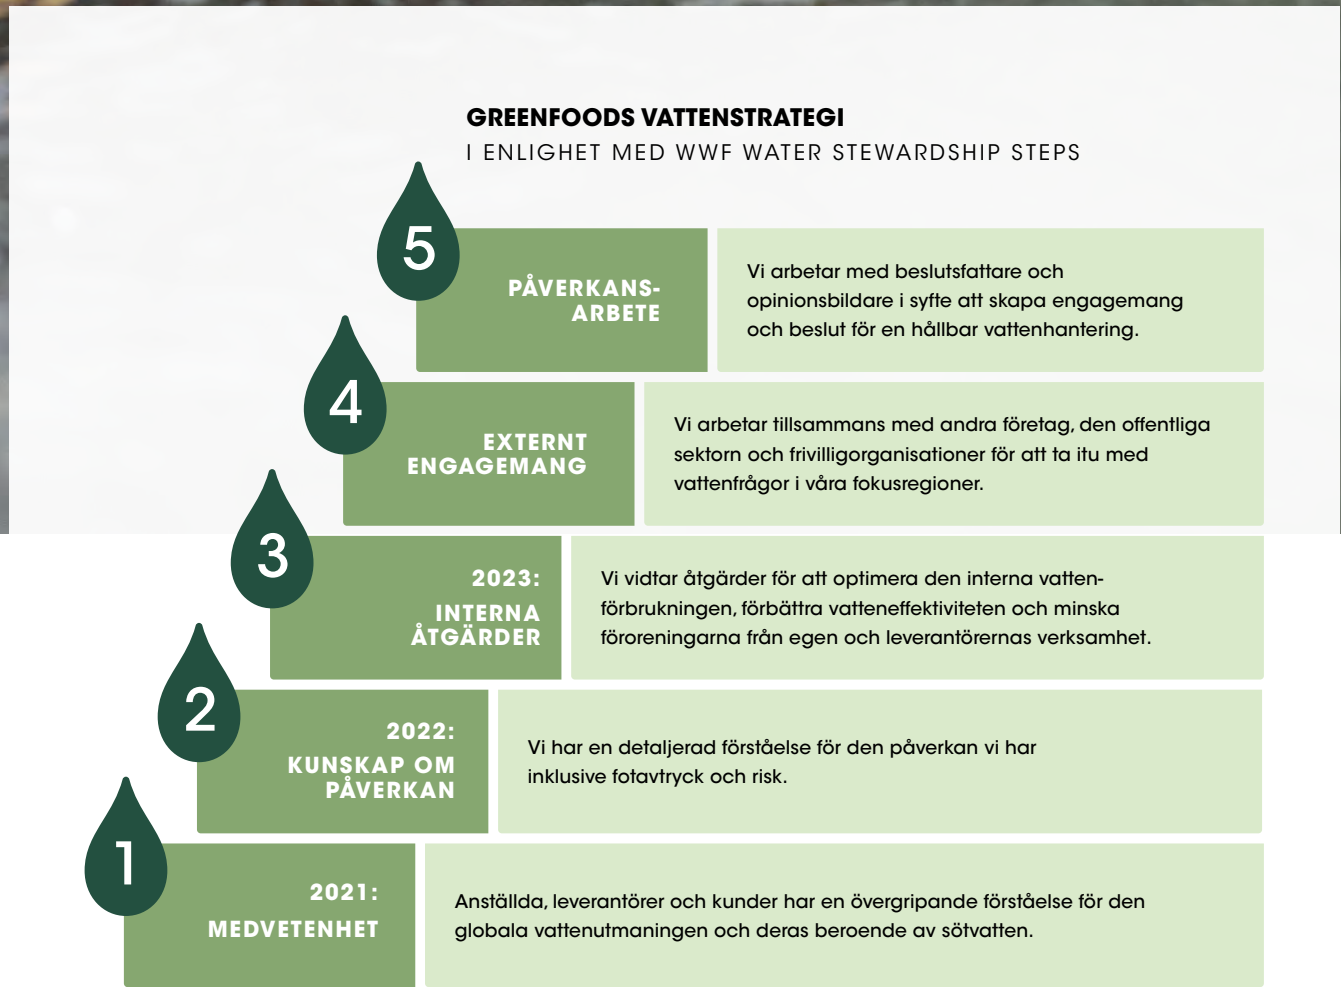 GREENFOODS VATTENSTRATEGI
I ENLIGHET MED WWF WATER STEWARDSHIP STEPS
5
PÅVERKANS-
ARBETE
Vi arbetar med beslutsfattare och
opinionsbildare i syfte att skapa engagemang
och beslut för en hållbar vattenhantering.
4
EXTERNT
ENGAGEMANG
Vi arbetar tillsammans med andra företag, den offentliga
sektorn och frivilligorganisationer för att ta itu med
vattenfrågor i våra fokusregioner.
3
2023:
INTERNA
ÅTGÄRDER
Vi vidtar åtgärder för att optimera den interna vatten-
förbrukningen, förbättra vatteneffektiviteten och minska
föroreningarna från egen och leverantörernas verksamhet.
2
2022:
KUNSKAP OM
PÅVERKAN
Vi har en detaljerad förståelse för den påverkan vi har
inklusive fotavtryck och risk.
1
2021:
MEDVETENHET
Anställda, leverantörer och kunder har en övergripande förståelse för den
globala vattenutmaningen och deras beroende av sötvatten.